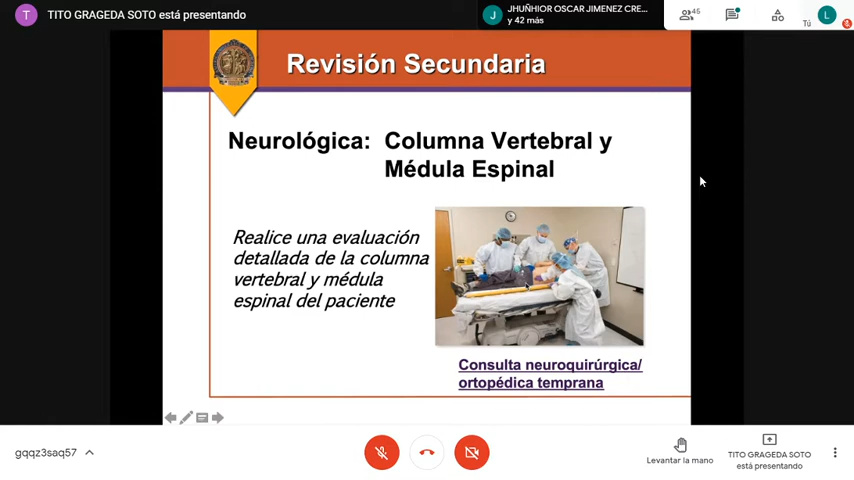 T TITO GRAGEDA SOTO está presentando
J JHUÑHIOR OSCAR JIMENEZ CRE...
y 42 más
45
Tú
L
Revisión Secundaria
Neurológica: Columna Vertebral y
Médula Espinal
Realice una evaluación
detallada de la columna
vertebral y médula
espinal del paciente
Consulta neuroquirúrgica/
ortopédica temprana
gqqz3saq57
Levantar la mano
TITO GRAGEDA SOTO
está presentando